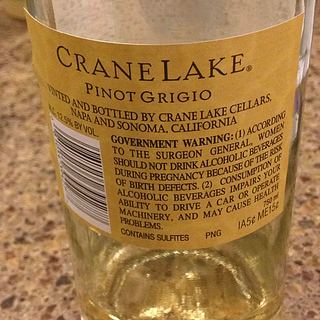 CRANE LAKE®
PINOT GRIGIO
VINTED AND BOTTLED BY CRANE LAKE CELLARS,
NAPA AND SONOMA, CALIFORNIA
12.5% BY VOL.
GOVERNMENT WARNING: (1) ACCORDING
TO THE SURGEON GENERAL, WOMEN
SHOULD NOT DRINK ALCOHOLIC BEVERAGES
DURING PREGNANCY BECAUSE OF THE RISK
OF BIRTH DEFECTS. (2) CONSUMPTION OF
ALCOHOLIC BEVERAGES IMPAIRS YOUR
ABILITY TO DRIVE A CAR OR OPERATE
MACHINERY, AND MAY CAUSE HEALTH
PROBLEMS.
750 ml
CONTAINS SULFITES PNG IA5¢ ME15¢